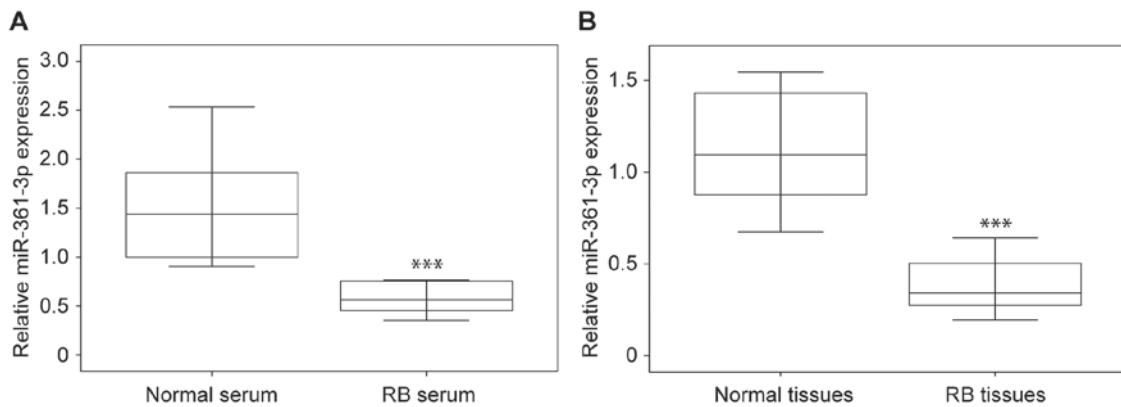 A
Relative miR-361-3p expression
3.0
2.5
2.0
1.5
1.0
0.5
0
***
Normal serum
RB serum
B
Relative miR-361-3p expression
1.5
1.0
0.5
0
***
Normal tissues
RB tissues